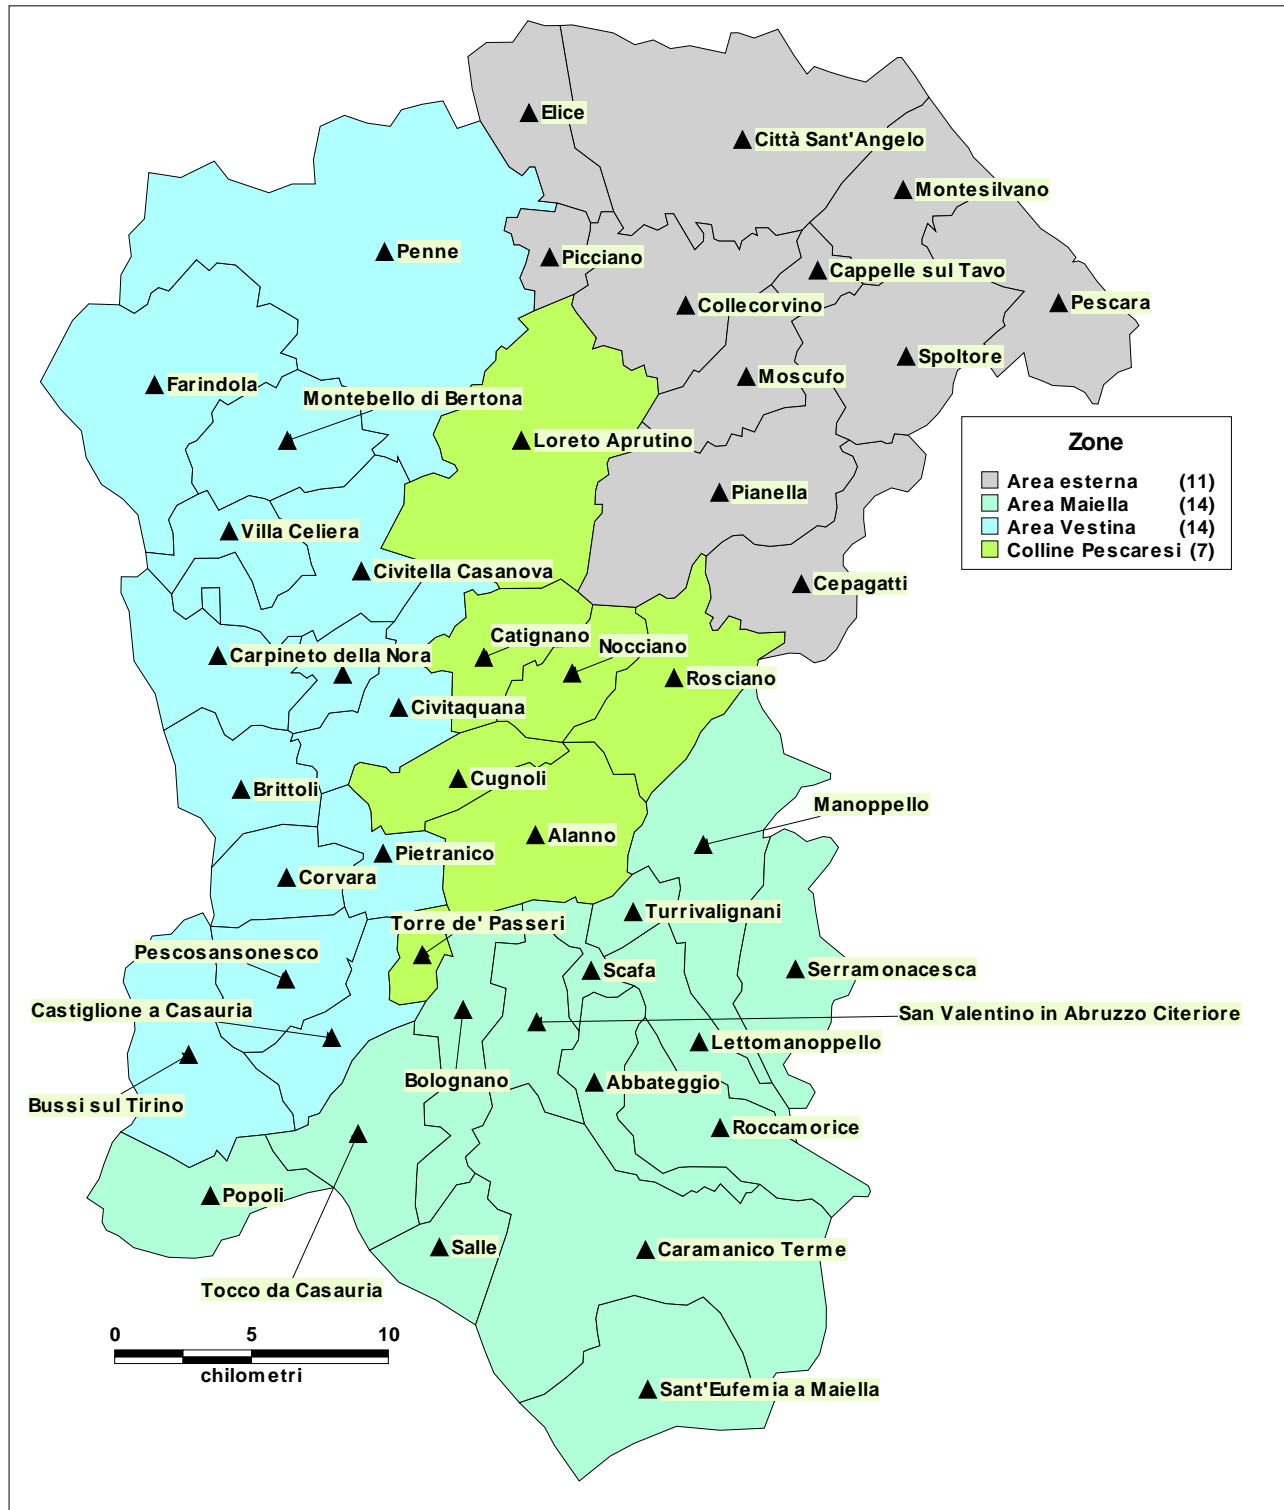 Elice
Città Sant'Angelo
Montesilvano
Penne
Picciano
Cappelle sul Tavo
Collecorvino
Pescara
Spoltore
Moscufo
Farindola
Montebello di Bertona
Loreto Aprutino
Zone
Area esterna (11)
Area Maiella (14)
Area Vestina (14)
Colline Pescaresi (7)
Pianella
Villa Celiera
Civitella Casanova
Cepagatti
Catignano
Nocciano
Carpineto della Nora
Rosciano
Civitaquana
Cugnoli
Brittoli
Manoppello
Alanno
Pietranico
Corvara
Turrivalignani
Torre de' Passeri
Pescosansonesco
Scafa
Serramonacesca
Castiglione a Casauria
San Valentino in Abruzzo Citeriore
Lettomanoppello
Bolognano
Abbateggio
Bussi sul Tirino
Roccamorice
Popoli
Salle
Caramanico Terme
Tocco da Casauria
0 5 10
chilometri
Sant'Eufemia a Maiella